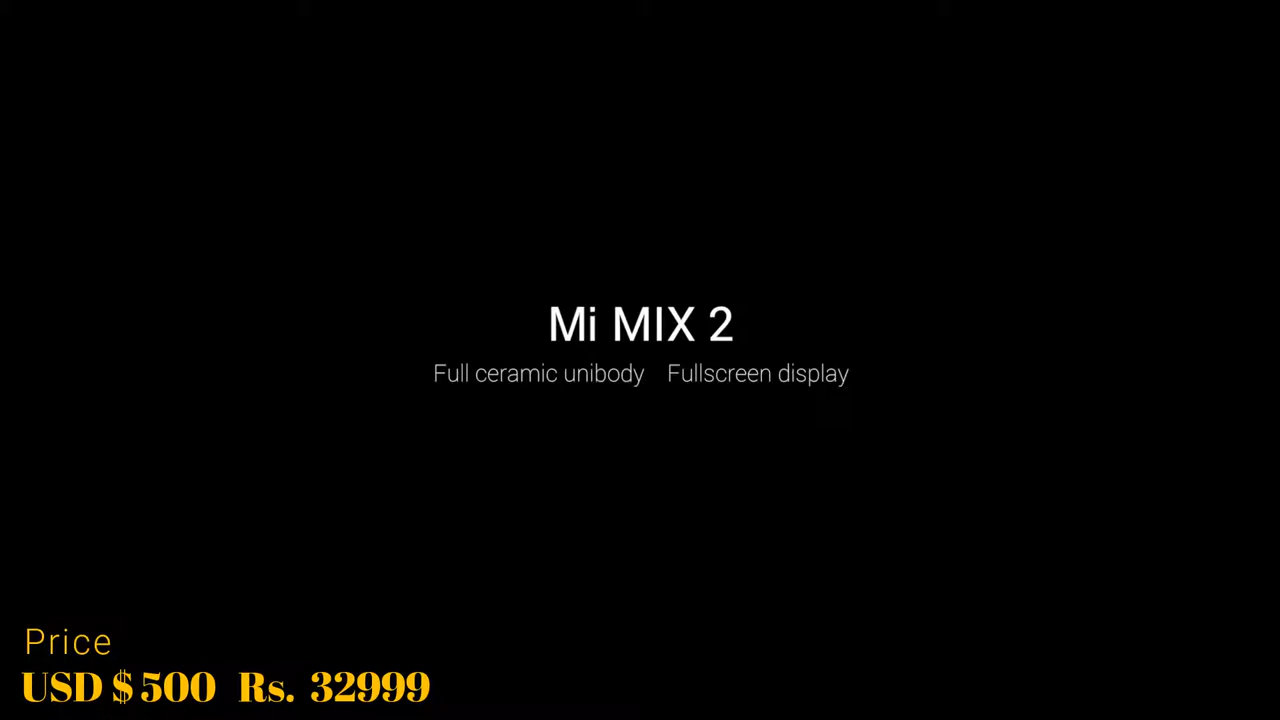 Mi MIX 2
Full ceramic unibody Fullscreen display
Price
USD $ 500 Rs. 32999